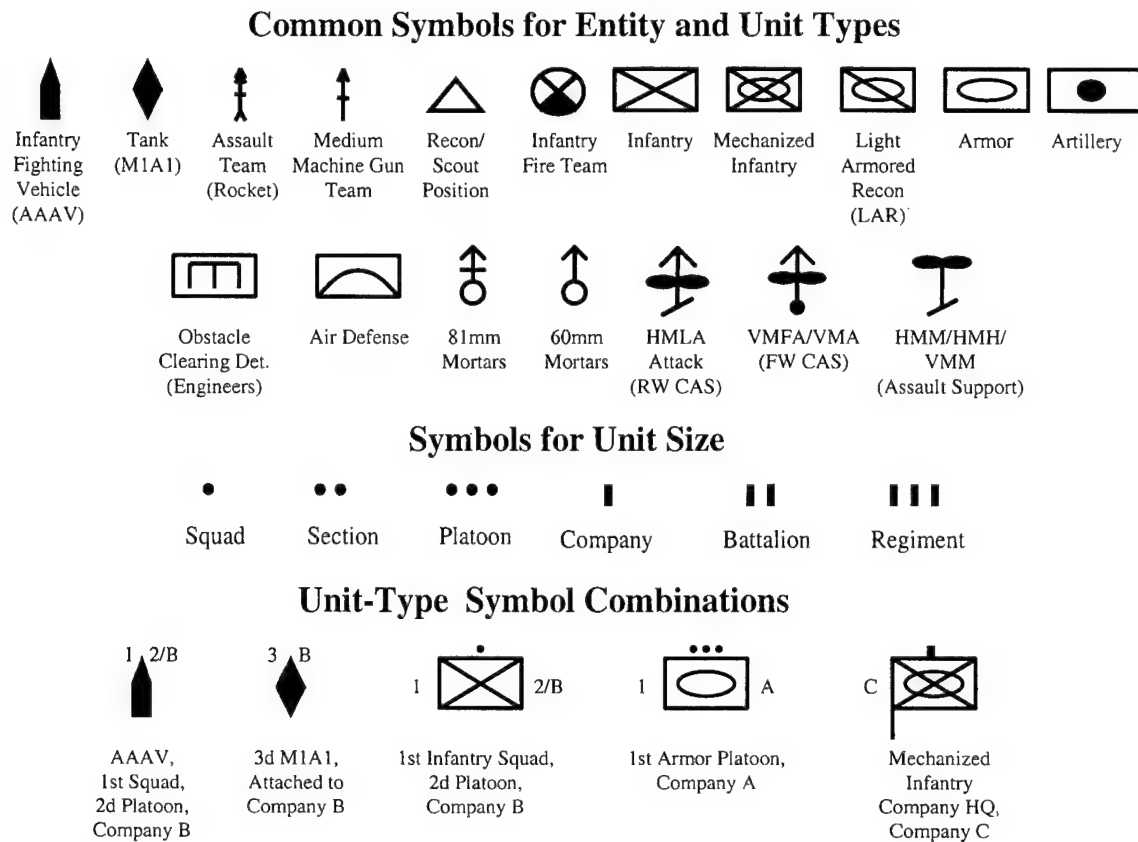 Common Symbols for Entity and Unit Types
Infantry
Fighting
Vehicle
(AAAV)
Tank
(M1A1)
Assault
Team
(Rocket)
Medium
Machine Gun
Team
Recon/
Scout
Position
Infantry
Fire Team
Infantry
Mechanized
Infantry
Light
Armored
Recon
(LAR)
Armor
Artillery
Obstacle
Clearing Det.
(Engineers)
Air Defense
81mm
Mortars
60mm
Mortars
HMLA
Attack
(RW CAS)
VMFA/VMA
(FW CAS)
HMM/HMH/
VMM
(Assault Support)
Symbols for Unit Size
Squad
Section
Platoon
Company
Battalion
Regiment
Unit-Type Symbol Combinations
1 2/B
AAAV,
1st Squad,
2d Platoon,
Company B
3 B
3d M1A1,
Attached to
Company B
1 2/B
1st Infantry Squad,
2d Platoon,
Company B
1 A
1st Armor Platoon,
Company A
C
Mechanized
Infantry
Company HQ,
Company C